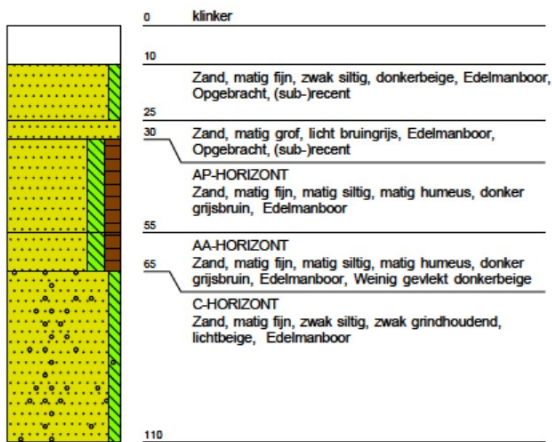 0 klinker
10
Zand, matig fijn, zwak siltig, donkerbeige, Edelmanboor,
Opgebracht, (sub-)recent
25
30 Zand, matig grof, licht bruingrijs, Edelmanboor,
Opgebracht, (sub-)recent
AP-HORIZONT
Zand, matig fijn, matig siltig, matig humeus, donker
grijsbruin, Edelmanboor
55
AA-HORIZONT
Zand, matig fijn, matig siltig, matig humeus, donker
65 grijsbruin, Edelmanboor, Weinig gevlekt donkerbeige
C-HORIZONT
Zand, matig fijn, zwak siltig, zwak grindhoudend,
lichtbeige, Edelmanboor
110